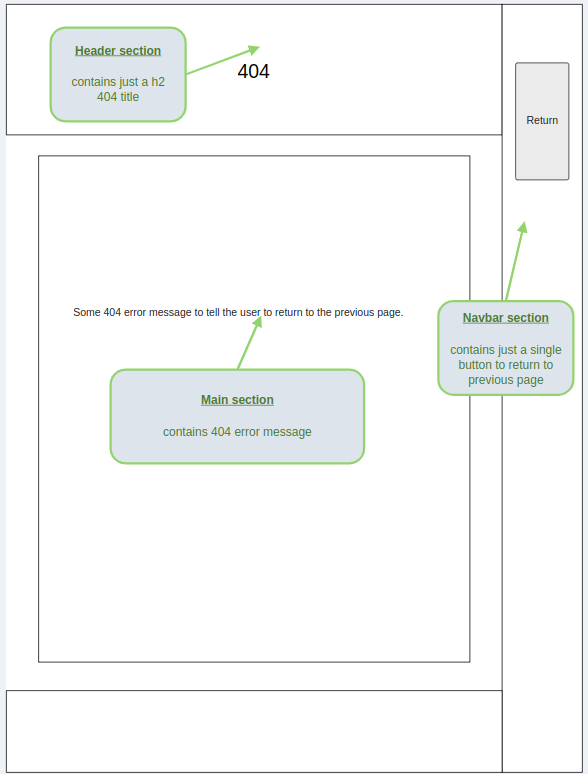 Header section
contains just a h2
404 title
404
Return
Some 404 error message to tell the user to return to the previous page.
Navbar section
contains just a single
button to return to
previous page
Main section
contains 404 error message